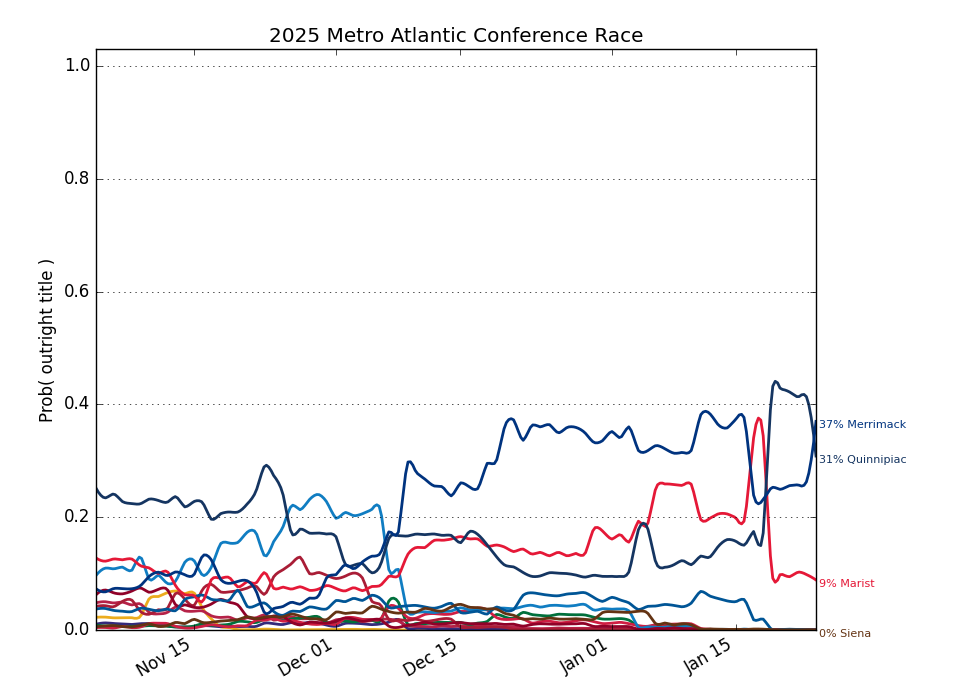 2025 Metro Atlantic Conference Race
1.0
0.8
0.6
0.4
0.2
0.0
Prob( outright title )
37% Merrimack
31% Quinnipiac
9% Marist
0% Siena
Nov 15
Dec 01
Dec 15
Jan 01
Jan 15